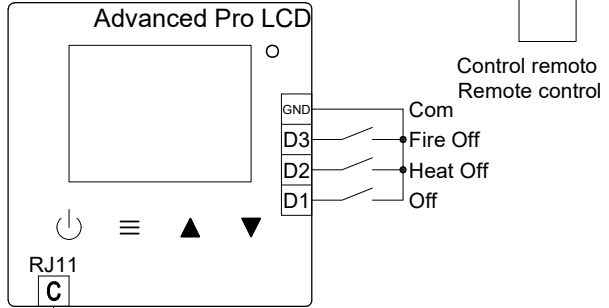 Advanced Pro LCD
Control remoto
Remote control
GND Com
D3 Fire Off
D2 Heat Off
D1 Off
RJ11
C